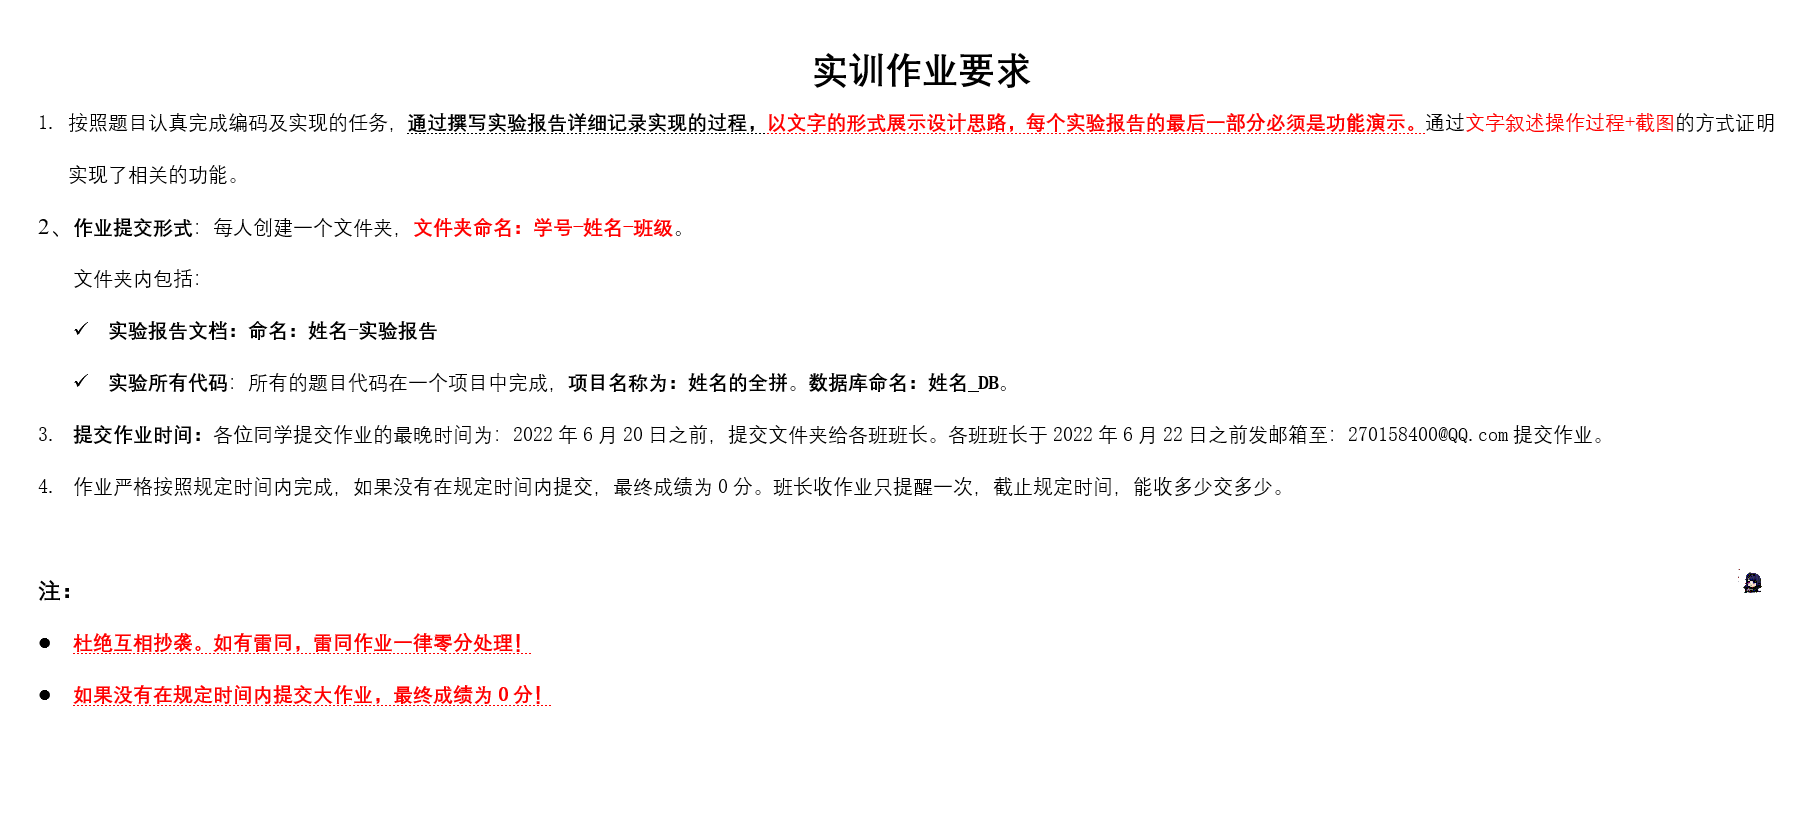 实训作业要求
1. 按照题目认真完成编码及实现的任务，通过撰写实验报告详细记录实现的过程，以文字的形式展示设计思路，每个实验报告的最后一部分必须是功能演示。通过文字叙述操作过程+截图的方式证明
实现了相关的功能。
2、作业提交形式：每人创建一个文件夹，文件夹命名：学号-姓名-班级。
文件夹内包括：
✓ 实验报告文档：命名：姓名-实验报告
✓ 实验所有代码：所有的题目代码在一个项目中完成，项目名称为：姓名的全拼。数据库命名：姓名_DB。
3. 提交作业时间：各位同学提交作业的最晚时间为：2022 年 6 月 20 日之前，提交文件夹给各班班长。各班班长于 2022 年 6 月 22 日之前发邮箱至：270158400@QQ.com 提交作业。
4. 作业严格按照规定时间内完成，如果没有在规定时间内提交，最终成绩为 0 分。班长收作业只提醒一次，截止规定时间，能收多少交多少。
注：
● 杜绝互相抄袭。如有雷同，雷同作业一律零分处理！
● 如果没有在规定时间内提交大作业，最终成绩为 0 分！